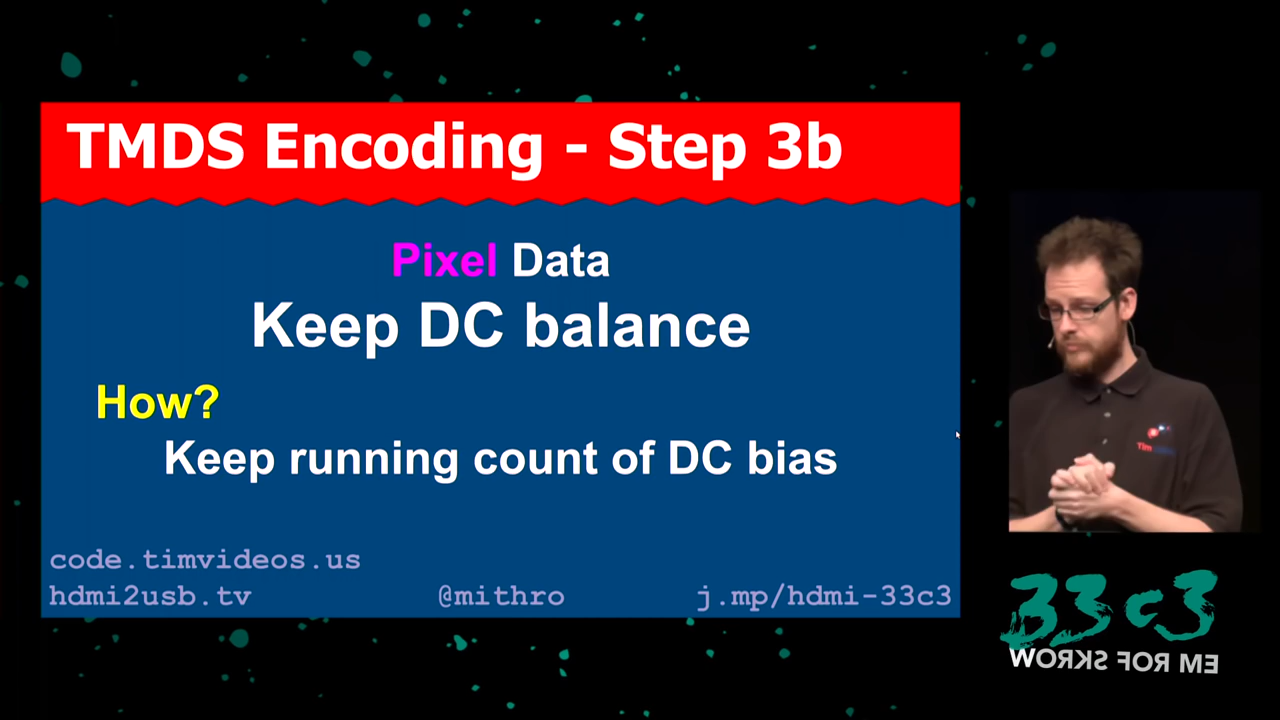 TMDS Encoding - Step 3b
Pixel Data
Keep DC balance
How?
Keep running count of DC bias
code.timvideos.us
hdmi2usb.tv @mithro j.mp/hdmi-33c3
Tim
33c3
WORKS FOR ME